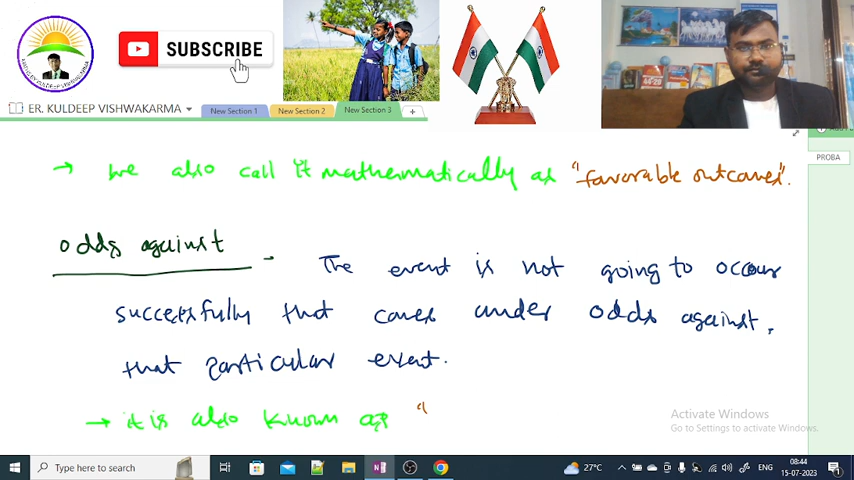 SUBSCRIBE
ER. KULDEEP VISHWAKARMA
New Section 1
New Section 2
New Section 3
PROBA
→ we also call it mathematically as "favorable outcomes".
odds against - The event is not going to occur
successfully that comes under odds against,
that particular event.
→ it is also known as "
Activate Windows
Go to Settings to activate Windows.
Type here to search
27°C
ENG
08:44
15-07-2023